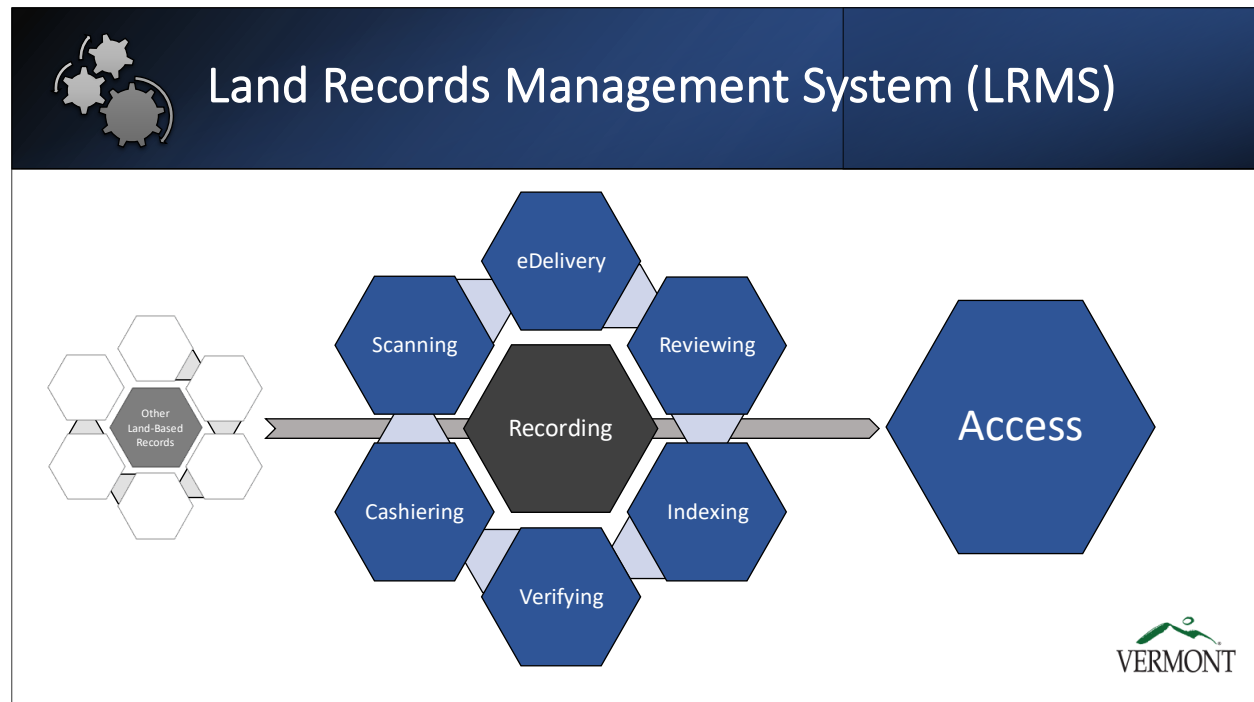 Land Records Management System (LRMS)
eDelivery
Scanning
Reviewing
Other
Land-Based
Records
Recording
Access
Cashiering
Indexing
Verifying
VERMONT